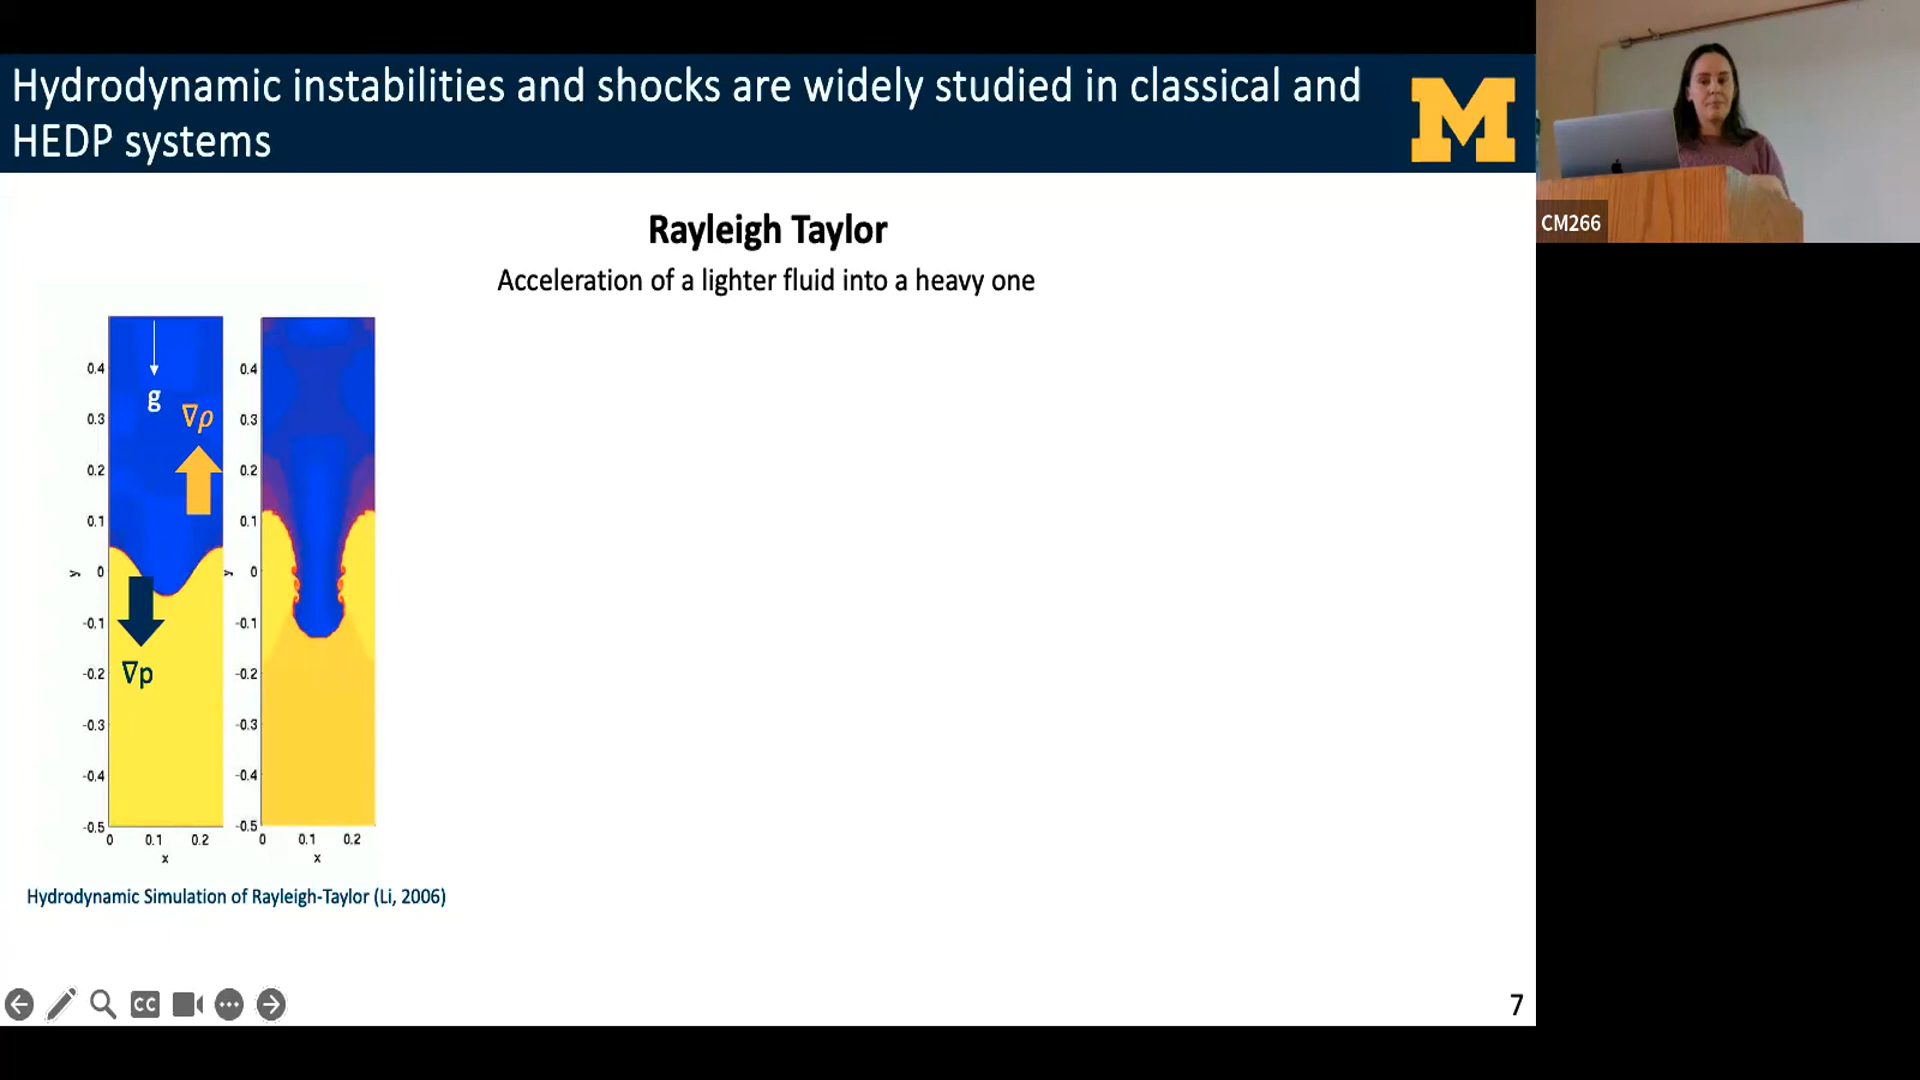 Hydrodynamic instabilities and shocks are widely studied in classical and
HEDP systems
M
CM266
Rayleigh Taylor
Acceleration of a lighter fluid into a heavy one
g
∇ρ
∇p
0.4
0.3
0.2
0.1
0
-0.1
-0.2
-0.3
-0.4
-0.5
y
0 0.1 0.2
x
0.4
0.3
0.2
0.1
0
-0.1
-0.2
-0.3
-0.4
-0.5
y
0 0.1 0.2
x
Hydrodynamic Simulation of Rayleigh-Taylor (Li, 2006)
CC
7